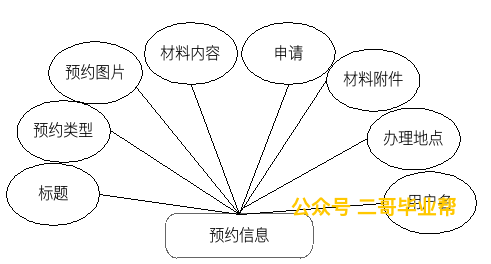 材料内容
申请
预约图片
材料附件
预约类型
办理地点
标题
用户名
公众号 二哥毕业帮
预约信息